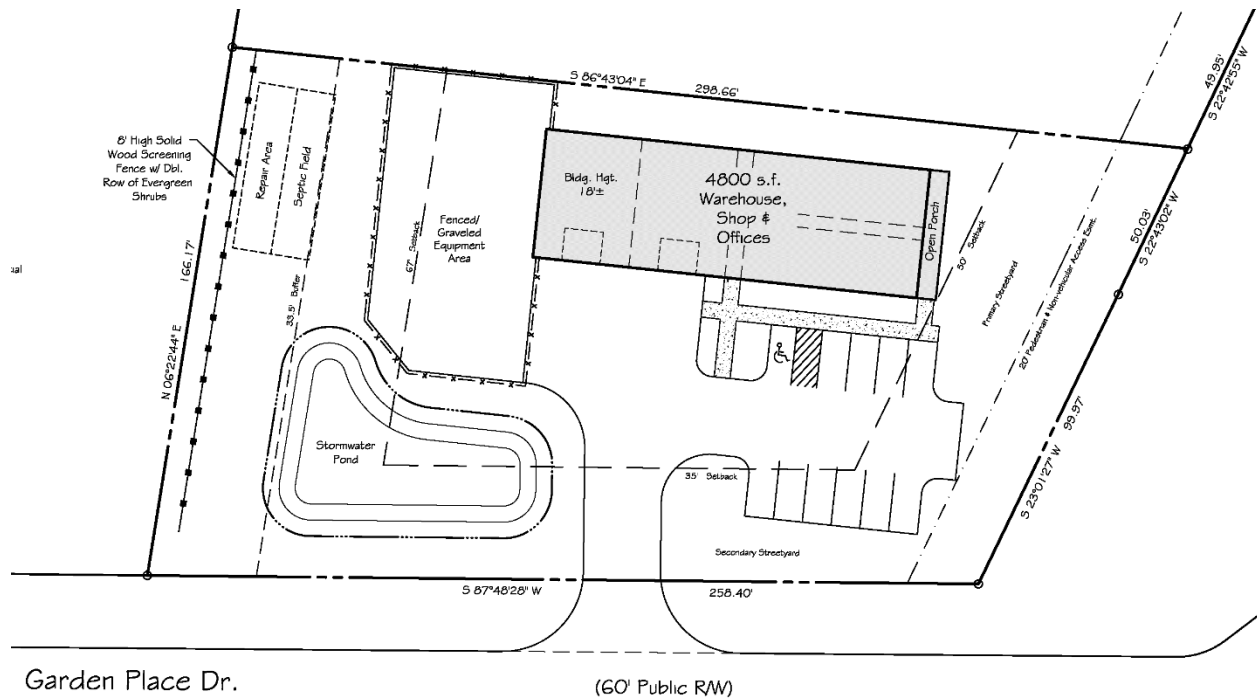 S 86°43'04" E
298.66'
49.95'
S 22°42'55" W
8' High Solid
Wood Screening
Fence w/ Dbl.
Row of Evergreen
Shrubs
Repair Area
Septic Field
Fenced/
Graveled
Equipment
Area
67' Setback
Bldg. Hgt.
18'±
4800 s.f.
Warehouse,
Shop &
Offices
Open Porch
50' Setback
Primary Streetyard
20' Pedestrian & Non-vehicular Access Esmt.
50.03'
S 22°43'02" W
166.17'
N 06°22'44" E
33.5' Buffer
99.97'
S 23°01'27" W
Stormwater
Pond
35' Setback
Secondary Streetyard
S 87°48'28" W
258.40'
Garden Place Dr.
(60' Public R/W)